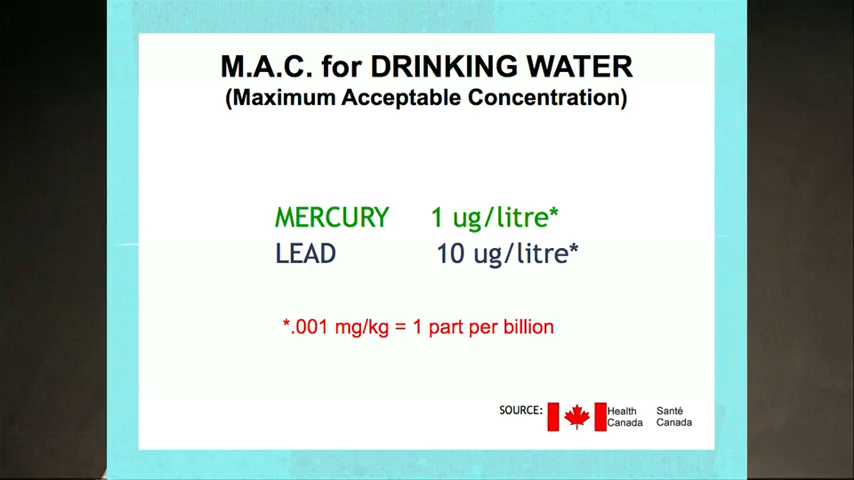 M.A.C. for DRINKING WATER
(Maximum Acceptable Concentration)
MERCURY 1 ug/litre*
LEAD 10 ug/litre*
*.001 mg/kg = 1 part per billion
SOURCE: Health Canada Santé Canada